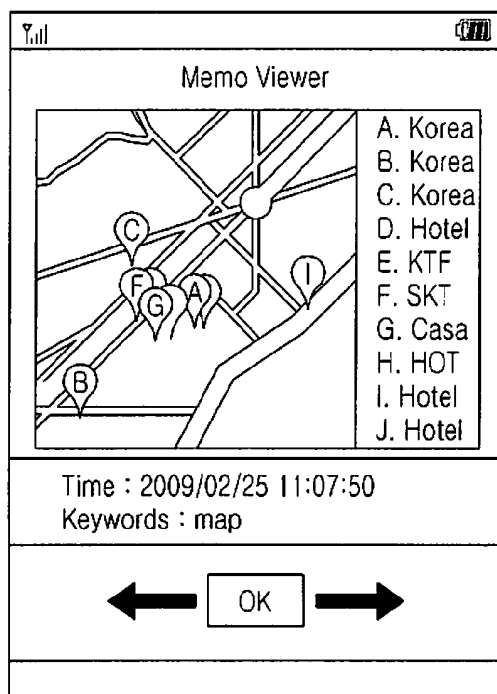 Memo Viewer
A. Korea
B. Korea
C. Korea
D. Hotel
E. KTF
F. SKT
G. Casa
H. HOT
I. Hotel
J. Hotel
C
F
A
I
G
B
Time : 2009/02/25 11:07:50
Keywords : map
OK